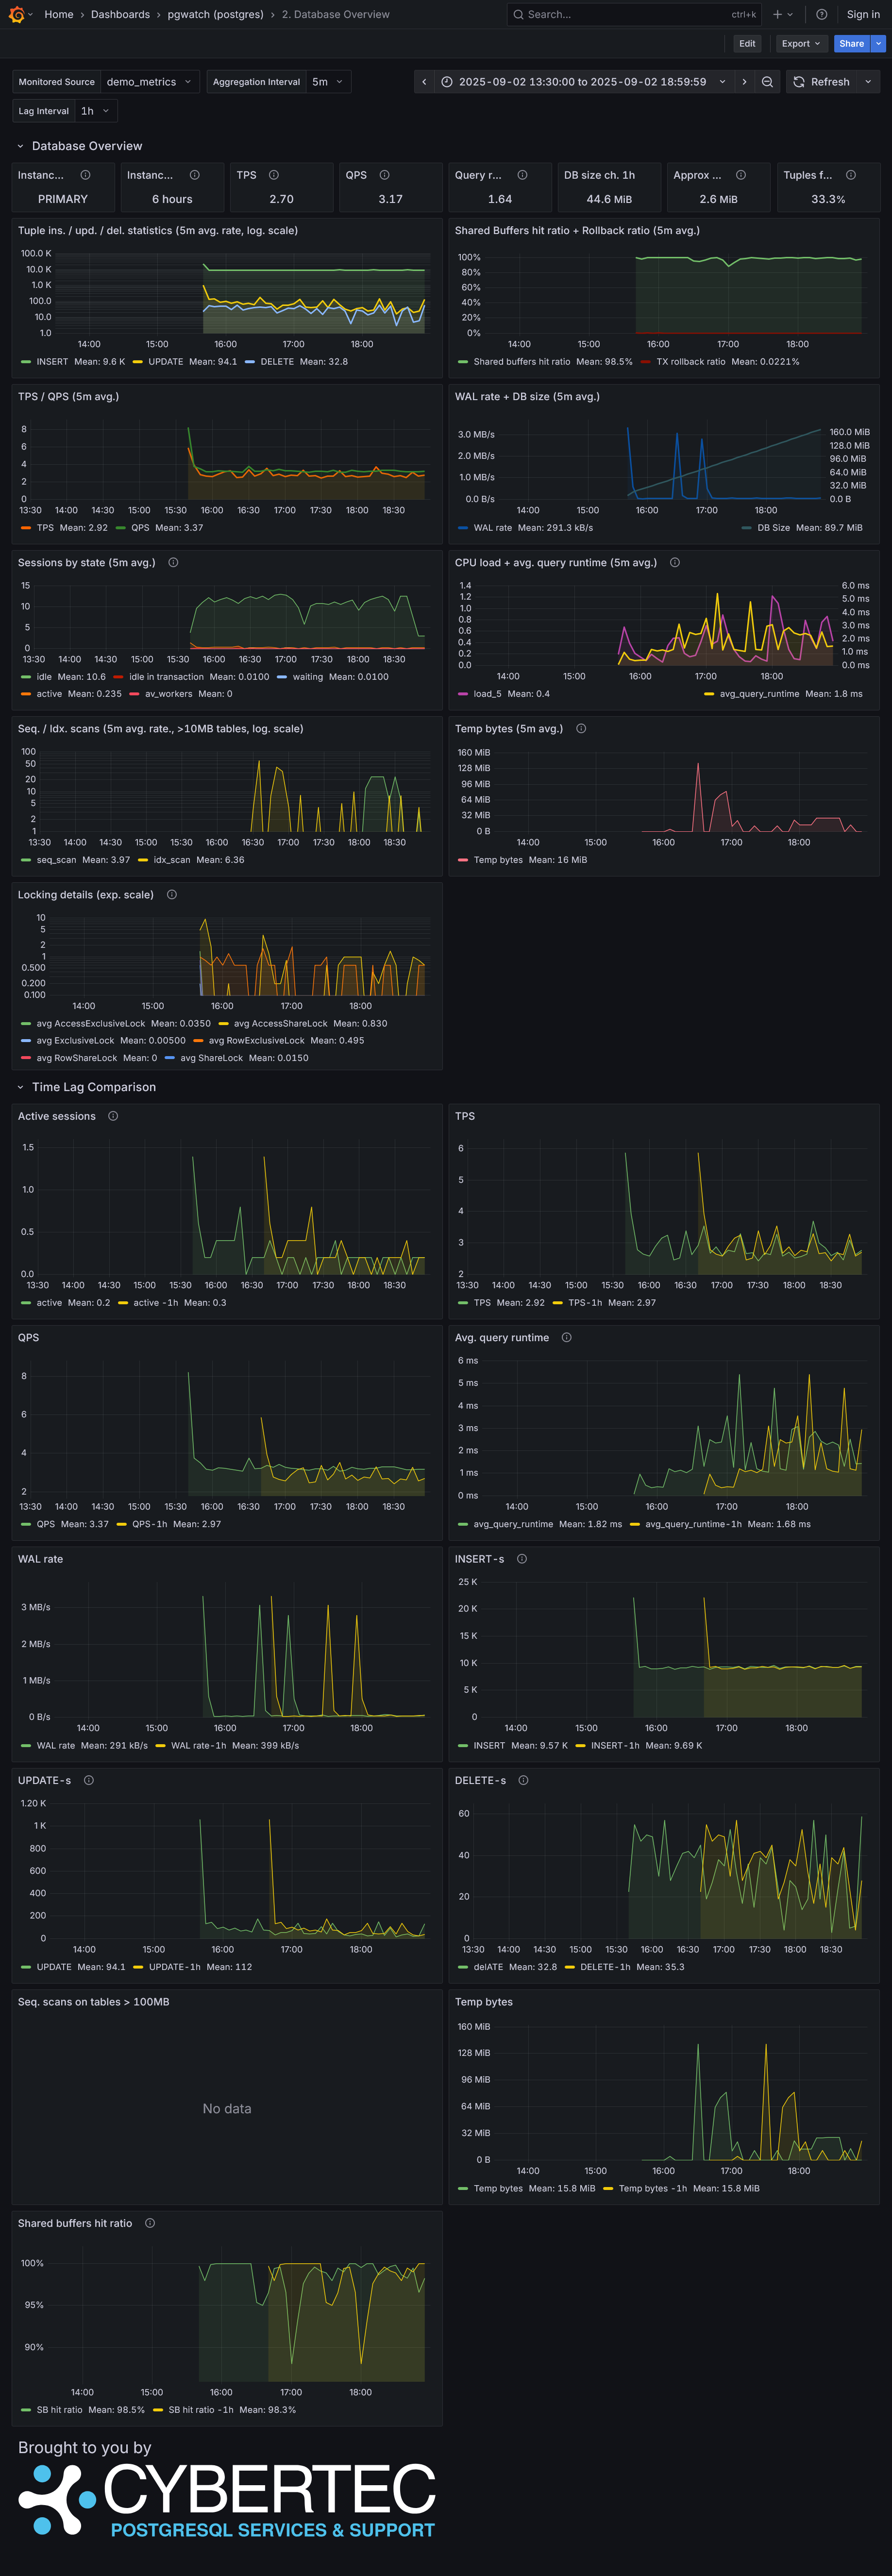 Home › Dashboards › pgwatch (postgres) › 2. Database Overview
Search... ctrl+k
Sign in
Edit Export Share
Monitored Source demo_metrics Aggregation Interval 5m
2025-09-02 13:30:00 to 2025-09-02 18:59:59 Refresh
Lag Interval 1h
Database Overview
Instanc... Instanc... TPS QPS Query r... DB size ch. 1h Approx ... Tuples f...
PRIMARY 6 hours 2.70 3.17 1.64 44.6 MiB 2.6 MiB 33.3%
Tuple ins. / upd. / del. statistics (5m avg. rate, log. scale)
100.0 K
10.0 K
1.0 K
100.0
10.0
1.0
14:00 15:00 16:00 17:00 18:00
INSERT Mean: 9.6 K UPDATE Mean: 94.1 DELETE Mean: 32.8
Shared Buffers hit ratio + Rollback ratio (5m avg.)
100%
80%
60%
40%
20%
0%
14:00 15:00 16:00 17:00 18:00
Shared buffers hit ratio Mean: 98.5% TX rollback ratio Mean: 0.0221%
TPS / QPS (5m avg.)
8
6
4
2
0
13:30 14:00 14:30 15:00 15:30 16:00 16:30 17:00 17:30 18:00 18:30
TPS Mean: 2.92 QPS Mean: 3.37
WAL rate + DB size (5m avg.)
3.0 MB/s 160.0 MiB
128.0 MiB
2.0 MB/s 96.0 MiB
1.0 MB/s 64.0 MiB
32.0 MiB
0.0 B/s 0.0 B
14:00 15:00 16:00 17:00 18:00
WAL rate Mean: 291.3 kB/s DB Size Mean: 89.7 MiB
Sessions by state (5m avg.)
15
10
5
0
13:30 14:00 14:30 15:00 15:30 16:00 16:30 17:00 17:30 18:00 18:30
idle Mean: 10.6 idle in transaction Mean: 0.0100 waiting Mean: 0.0100
active Mean: 0.235 av_workers Mean: 0
CPU load + avg. query runtime (5m avg.)
1.4 6.0 ms
1.2 5.0 ms
1.0 4.0 ms
0.8
0.6 3.0 ms
0.4 2.0 ms
0.2 1.0 ms
0.0 0.0 ms
14:00 15:00 16:00 17:00 18:00
load_5 Mean: 0.4 avg_query_runtime Mean: 1.8 ms
Seq. / Idx. scans (5m avg. rate., >10MB tables, log. scale)
100
50
20
10
5
2
1
13:30 14:00 14:30 15:00 15:30 16:00 16:30 17:00 17:30 18:00 18:30
seq_scan Mean: 3.97 idx_scan Mean: 6.36
Temp bytes (5m avg.)
160 MiB
128 MiB
96 MiB
64 MiB
32 MiB
0 B
14:00 15:00 16:00 17:00 18:00
Temp bytes Mean: 16 MiB
Locking details (exp. scale)
10
5
2
1
0.500
0.200
0.100
14:00 15:00 16:00 17:00 18:00
avg AccessExclusiveLock Mean: 0.0350 avg AccessShareLock Mean: 0.830
avg ExclusiveLock Mean: 0.00500 avg RowExclusiveLock Mean: 0.495
avg RowShareLock Mean: 0 avg ShareLock Mean: 0.0150
Time Lag Comparison
Active sessions
1.5
1.0
0.5
0.0
13:30 14:00 14:30 15:00 15:30 16:00 16:30 17:00 17:30 18:00 18:30
active Mean: 0.2 active -1h Mean: 0.3
TPS
6
5
4
3
2
13:30 14:00 14:30 15:00 15:30 16:00 16:30 17:00 17:30 18:00 18:30
TPS Mean: 2.92 TPS-1h Mean: 2.97
QPS
8
6
4
2
13:30 14:00 14:30 15:00 15:30 16:00 16:30 17:00 17:30 18:00 18:30
QPS Mean: 3.37 QPS-1h Mean: 2.97
Avg. query runtime
6 ms
5 ms
4 ms
3 ms
2 ms
1 ms
0 ms
14:00 15:00 16:00 17:00 18:00
avg_query_runtime Mean: 1.82 ms avg_query_runtime-1h Mean: 1.68 ms
WAL rate
3 MB/s
2 MB/s
1 MB/s
0 B/s
14:00 15:00 16:00 17:00 18:00
WAL rate Mean: 291 kB/s WAL rate-1h Mean: 399 kB/s
INSERT-s
25 K
20 K
15 K
10 K
5 K
0
14:00 15:00 16:00 17:00 18:00
INSERT Mean: 9.57 K INSERT-1h Mean: 9.69 K
UPDATE-s
1.20 K
1 K
800
600
400
200
0
14:00 15:00 16:00 17:00 18:00
UPDATE Mean: 94.1 UPDATE-1h Mean: 112
DELETE-s
60
40
20
0
13:30 14:00 14:30 15:00 15:30 16:00 16:30 17:00 17:30 18:00 18:30
delATE Mean: 32.8 DELETE-1h Mean: 35.3
Seq. scans on tables > 100MB
No data
Temp bytes
160 MiB
128 MiB
96 MiB
64 MiB
32 MiB
0 B
14:00 15:00 16:00 17:00 18:00
Temp bytes Mean: 15.8 MiB Temp bytes -1h Mean: 15.8 MiB
Shared buffers hit ratio
100%
95%
90%
14:00 15:00 16:00 17:00 18:00
SB hit ratio Mean: 98.5% SB hit ratio -1h Mean: 98.3%
Brought to you by
CYBERTEC
POSTGRESQL SERVICES & SUPPORT